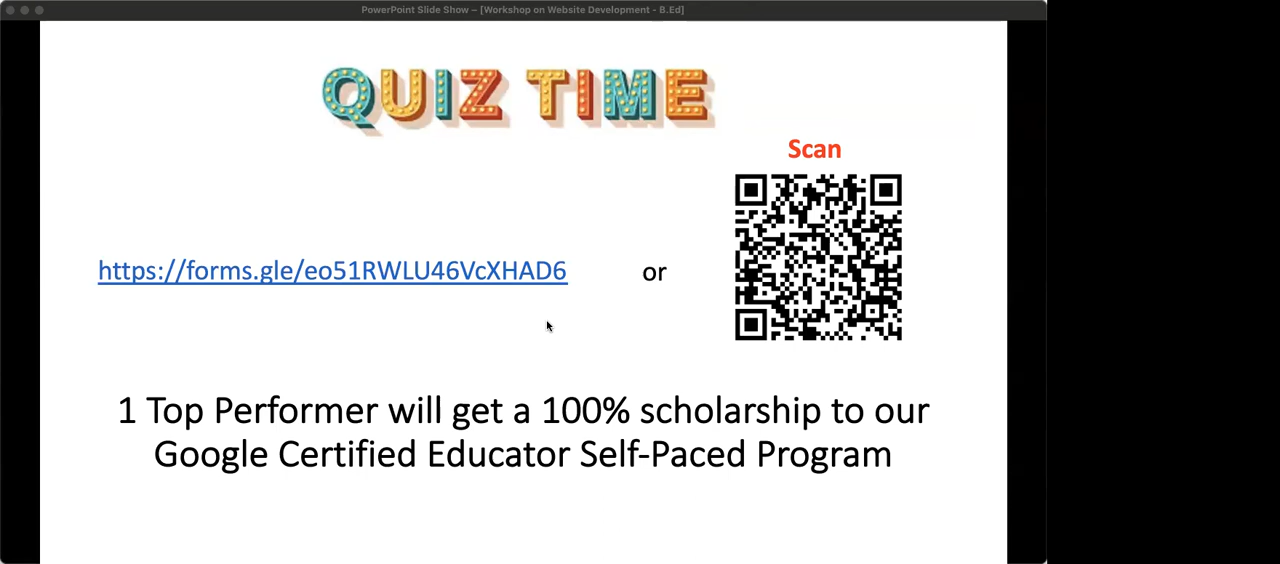 PowerPoint Slide Show – [Workshop on Website Development - B.Ed]
QUIZ TIME
Scan
https://forms.gle/eo51RWLU46VcXHAD6
or
1 Top Performer will get a 100% scholarship to our
Google Certified Educator Self-Paced Program